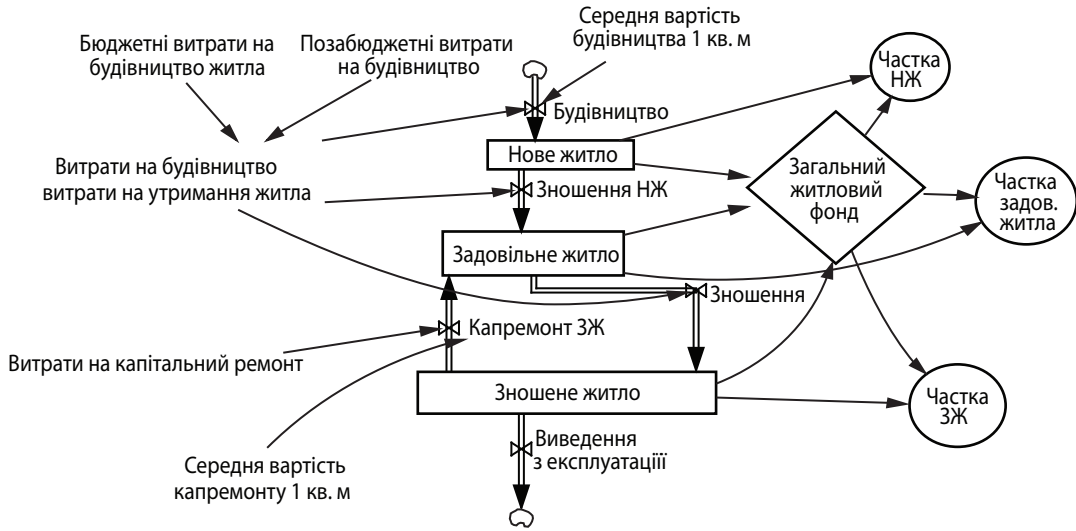 Бюджетні витрати на
будівництво житла
Позабюджетні витрати
на будівництво
Середня вартість
будівництва 1 кв. м
Частка
НЖ
Будівництво
Витрати на будівництво
витрати на утримання житла
Нове житло
Зношення НЖ
Загальний
житловий
фонд
Частка
задов.
житла
Задовільне житло
Зношення
Капремонт ЗЖ
Витрати на капітальний ремонт
Зношене житло
Частка
ЗЖ
Середня вартість
капремонту 1 кв. м
Виведення
з експлуатаціїї